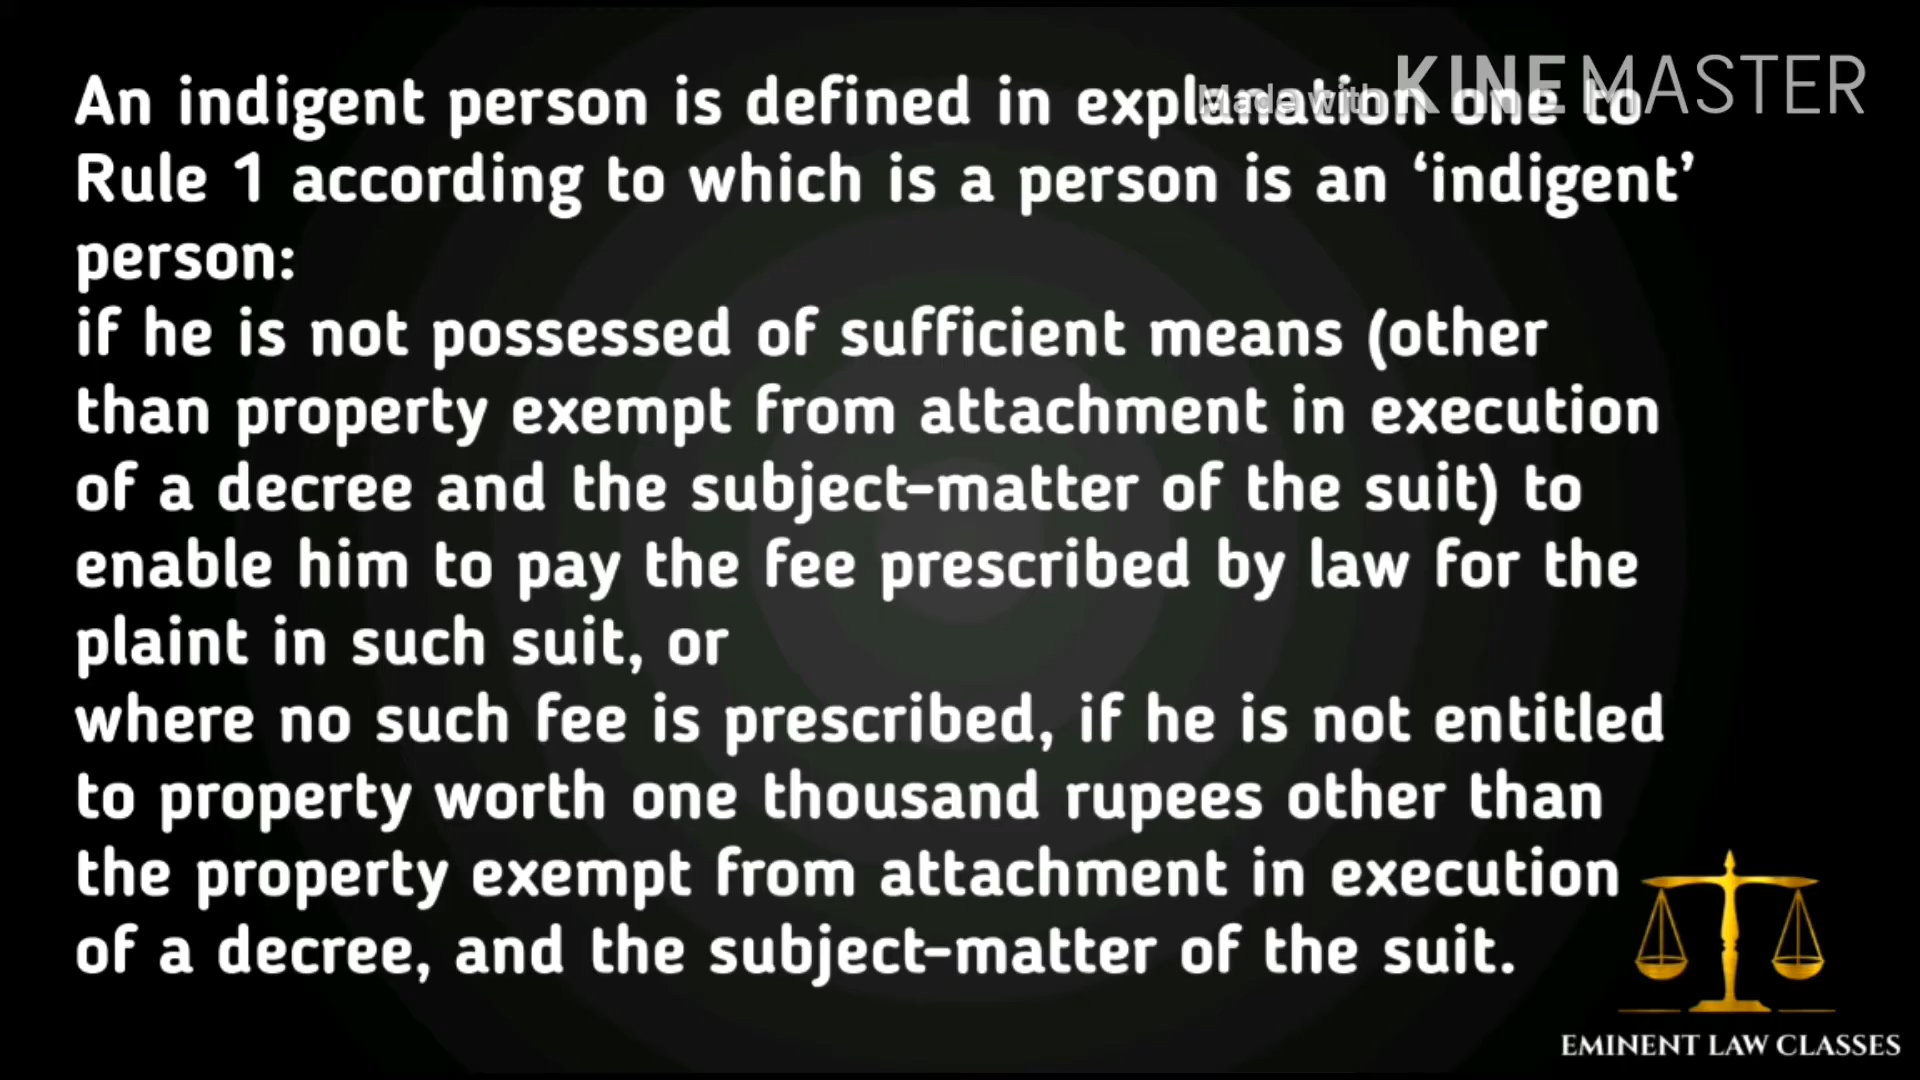 An indigent person is defined in explanation one to
Made with KINEMASTER
Rule 1 according to which is a person is an ‘indigent’
person:
if he is not possessed of sufficient means (other
than property exempt from attachment in execution
of a decree and the subject-matter of the suit) to
enable him to pay the fee prescribed by law for the
plaint in such suit, or
where no such fee is prescribed, if he is not entitled
to property worth one thousand rupees other than
the property exempt from attachment in execution
of a decree, and the subject-matter of the suit.
EMINENT LAW CLASSES